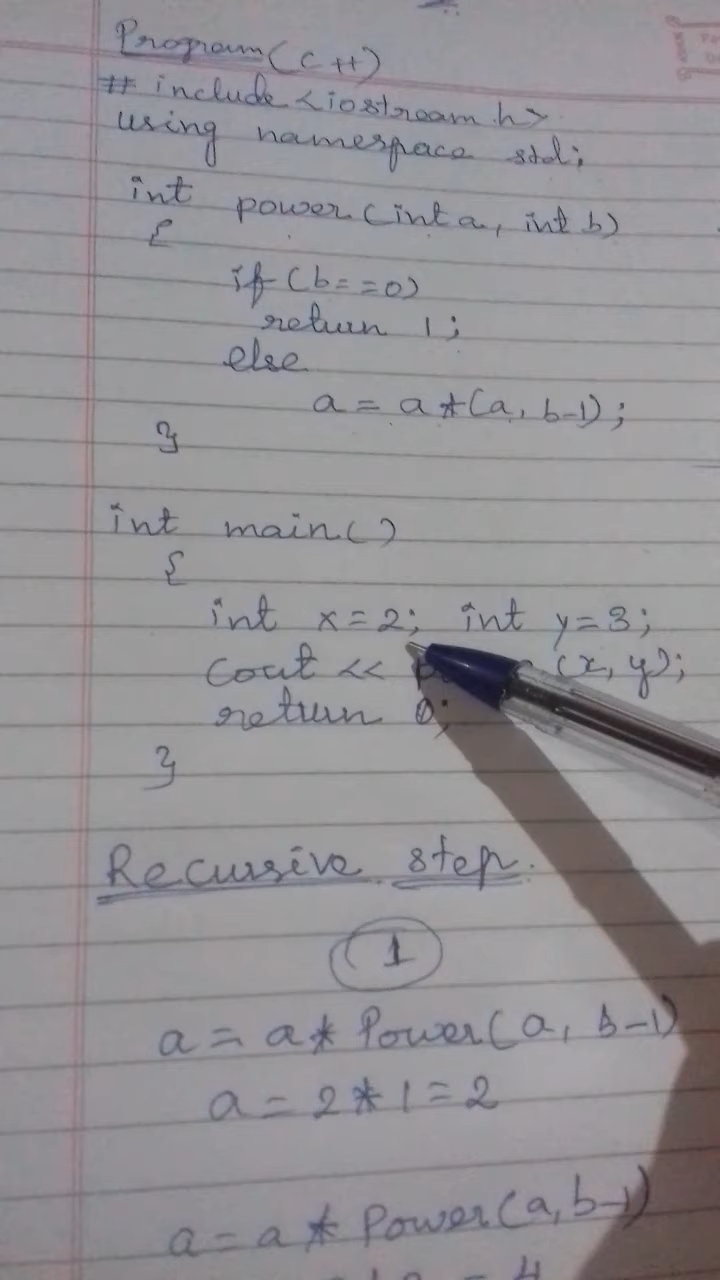 Program (C++)
# include <iostream.h>
using namespace std;
int power (int a, int b)
{
if (b==0)
return 1;
else
a = a * (a, b-1);
}
int main()
{
int x=2; int y=3;
cout << (x, y);
return 0;
}
Recursive step.
1
a = a * Power(a, b-1)
a = 2 * 1 = 2
a = a * Power(a, b-1)
= 4